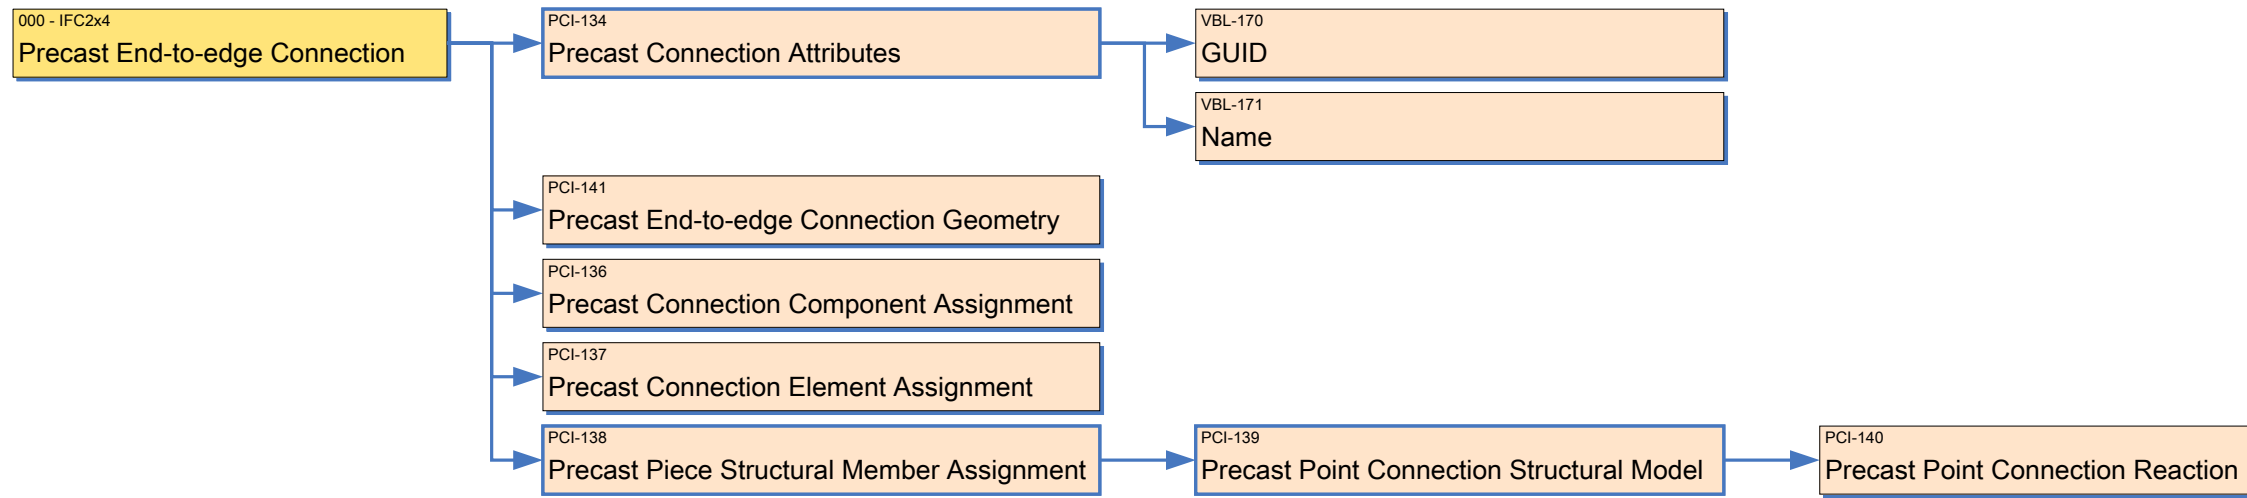 000 - IFC2x4
Precast End-to-edge Connection
PCI-134
Precast Connection Attributes
VBL-170
GUID
VBL-171
Name
PCI-141
Precast End-to-edge Connection Geometry
PCI-136
Precast Connection Component Assignment
PCI-137
Precast Connection Element Assignment
PCI-138
Precast Piece Structural Member Assignment
PCI-139
Precast Point Connection Structural Model
PCI-140
Precast Point Connection Reaction